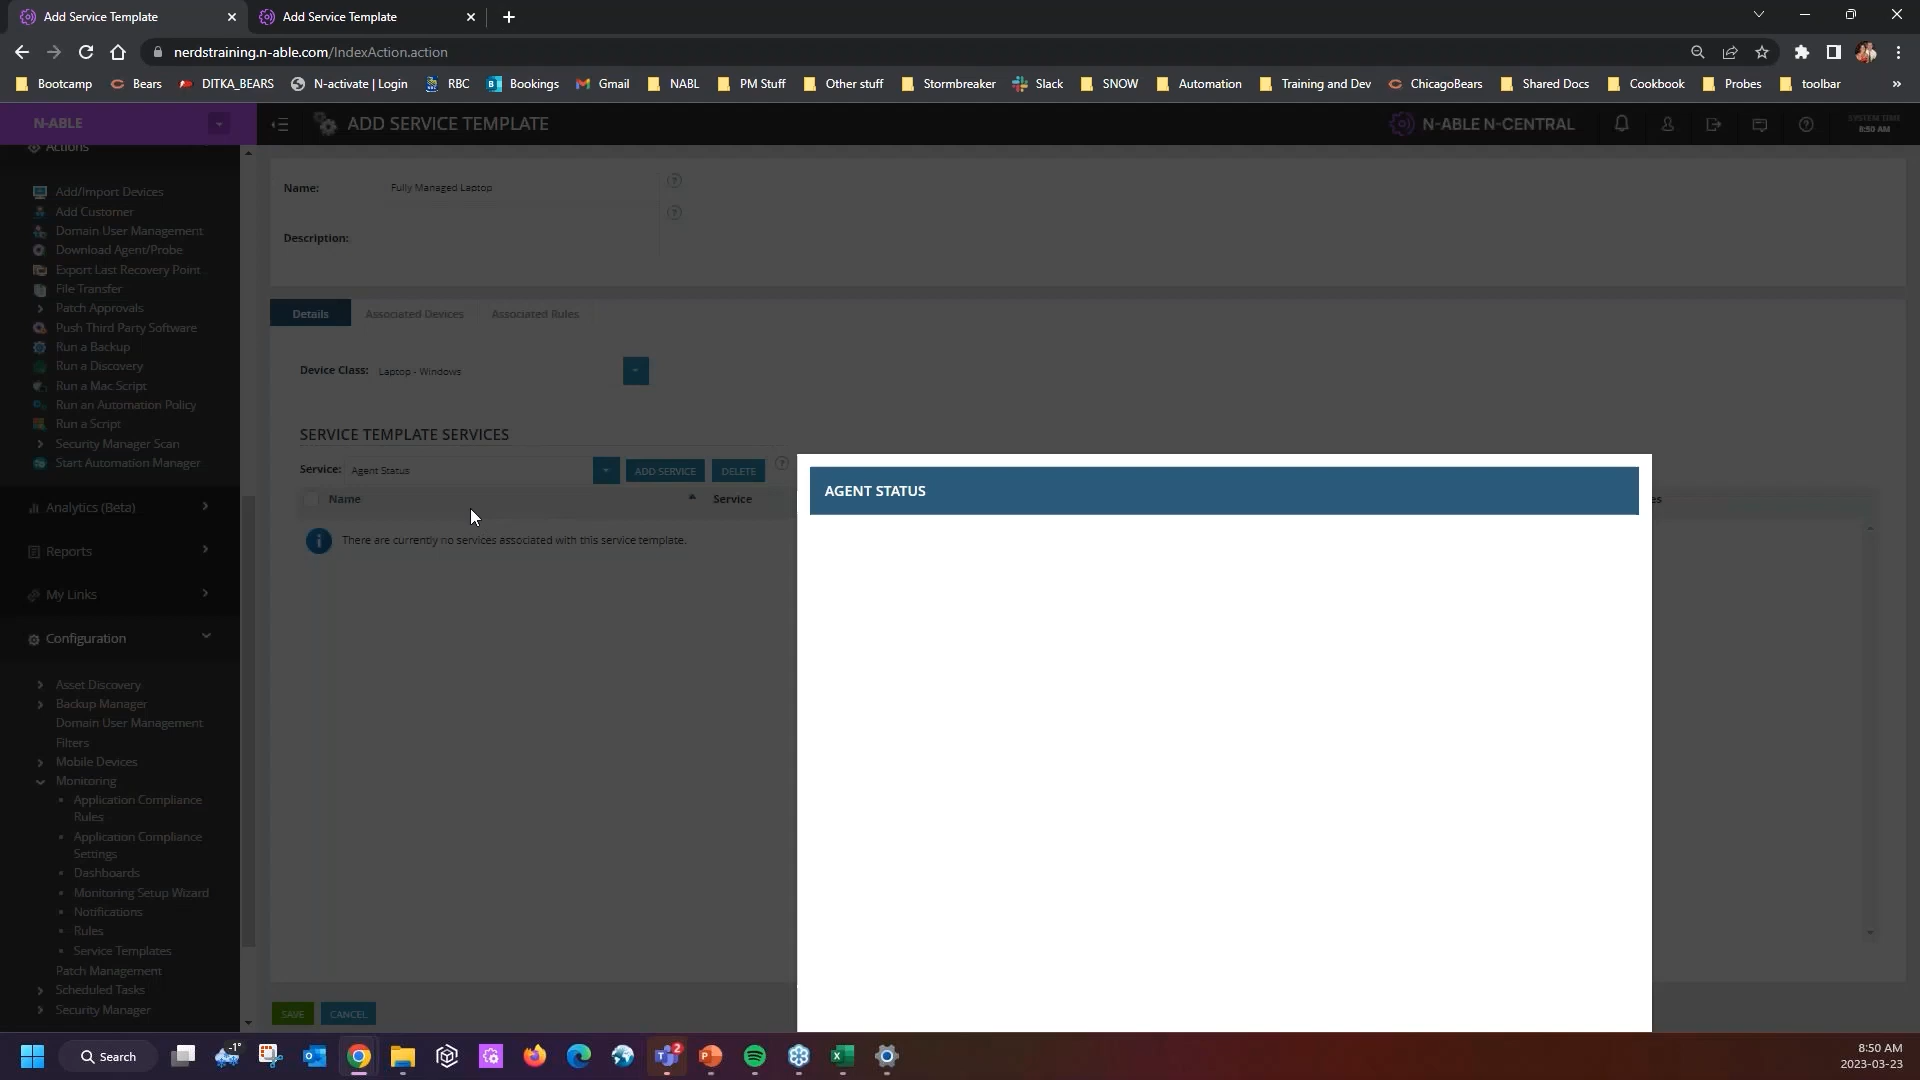 Add Service Template
Add Service Template
nerdstraining.n-able.com/IndexAction.action
Bootcamp
Bears
DITKA_BEARS
N-activate | Login
RBC
Bookings
Gmail
NABL
PM Stuff
Other stuff
Stormbreaker
Slack
SNOW
Automation
Training and Dev
ChicagoBears
Shared Docs
Cookbook
Probes
toolbar
»
N-ABLE
ADD SERVICE TEMPLATE
N-ABLE N-CENTRAL
SYSTEM TIME
8:50 AM
Actions
Add/Import Devices
Add Customer
Domain User Management
Download Agent/Probe
Export Last Recovery Point
File Transfer
Patch Approvals
Push Third Party Software
Run a Backup
Run a Discovery
Run a Mac Script
Run an Automation Policy
Run a Script
Security Manager Scan
Start Automation Manager
Analytics (Beta)
Reports
My Links
Configuration
Asset Discovery
Backup Manager
Domain User Management
Filters
Mobile Devices
Monitoring
Application Compliance
Rules
Application Compliance
Settings
Dashboards
Monitoring Setup Wizard
Notifications
Rules
Service Templates
Patch Management
Scheduled Tasks
Security Manager
Name: Fully Managed Laptop
Description:
Details
Associated Devices
Associated Rules
Device Class: Laptop - Windows
SERVICE TEMPLATE SERVICES
Service: Agent Status
ADD SERVICE
DELETE
Name
Service
es
There are currently no services associated with this service template.
AGENT STATUS
SAVE
CANCEL
-1°
Search
2
8:50 AM
2023-03-23